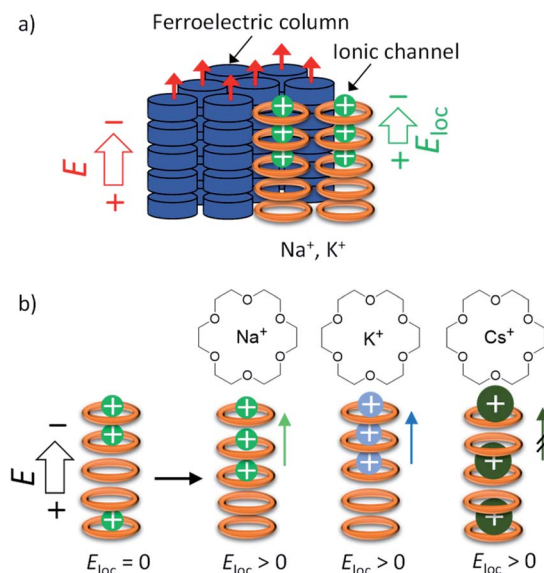 a)
Ferroelectric column
Ionic channel
E
+
−
+ + + + + +
−
+
E_loc
Na⁺, K⁺
b)
O O O O O O
Na⁺
O O O O O O
K⁺
O O O O O O
Cs⁺
E
+
−
+ + +
+ + +
+ + +
+ + +
E_loc = 0
E_loc > 0
E_loc > 0
E_loc > 0